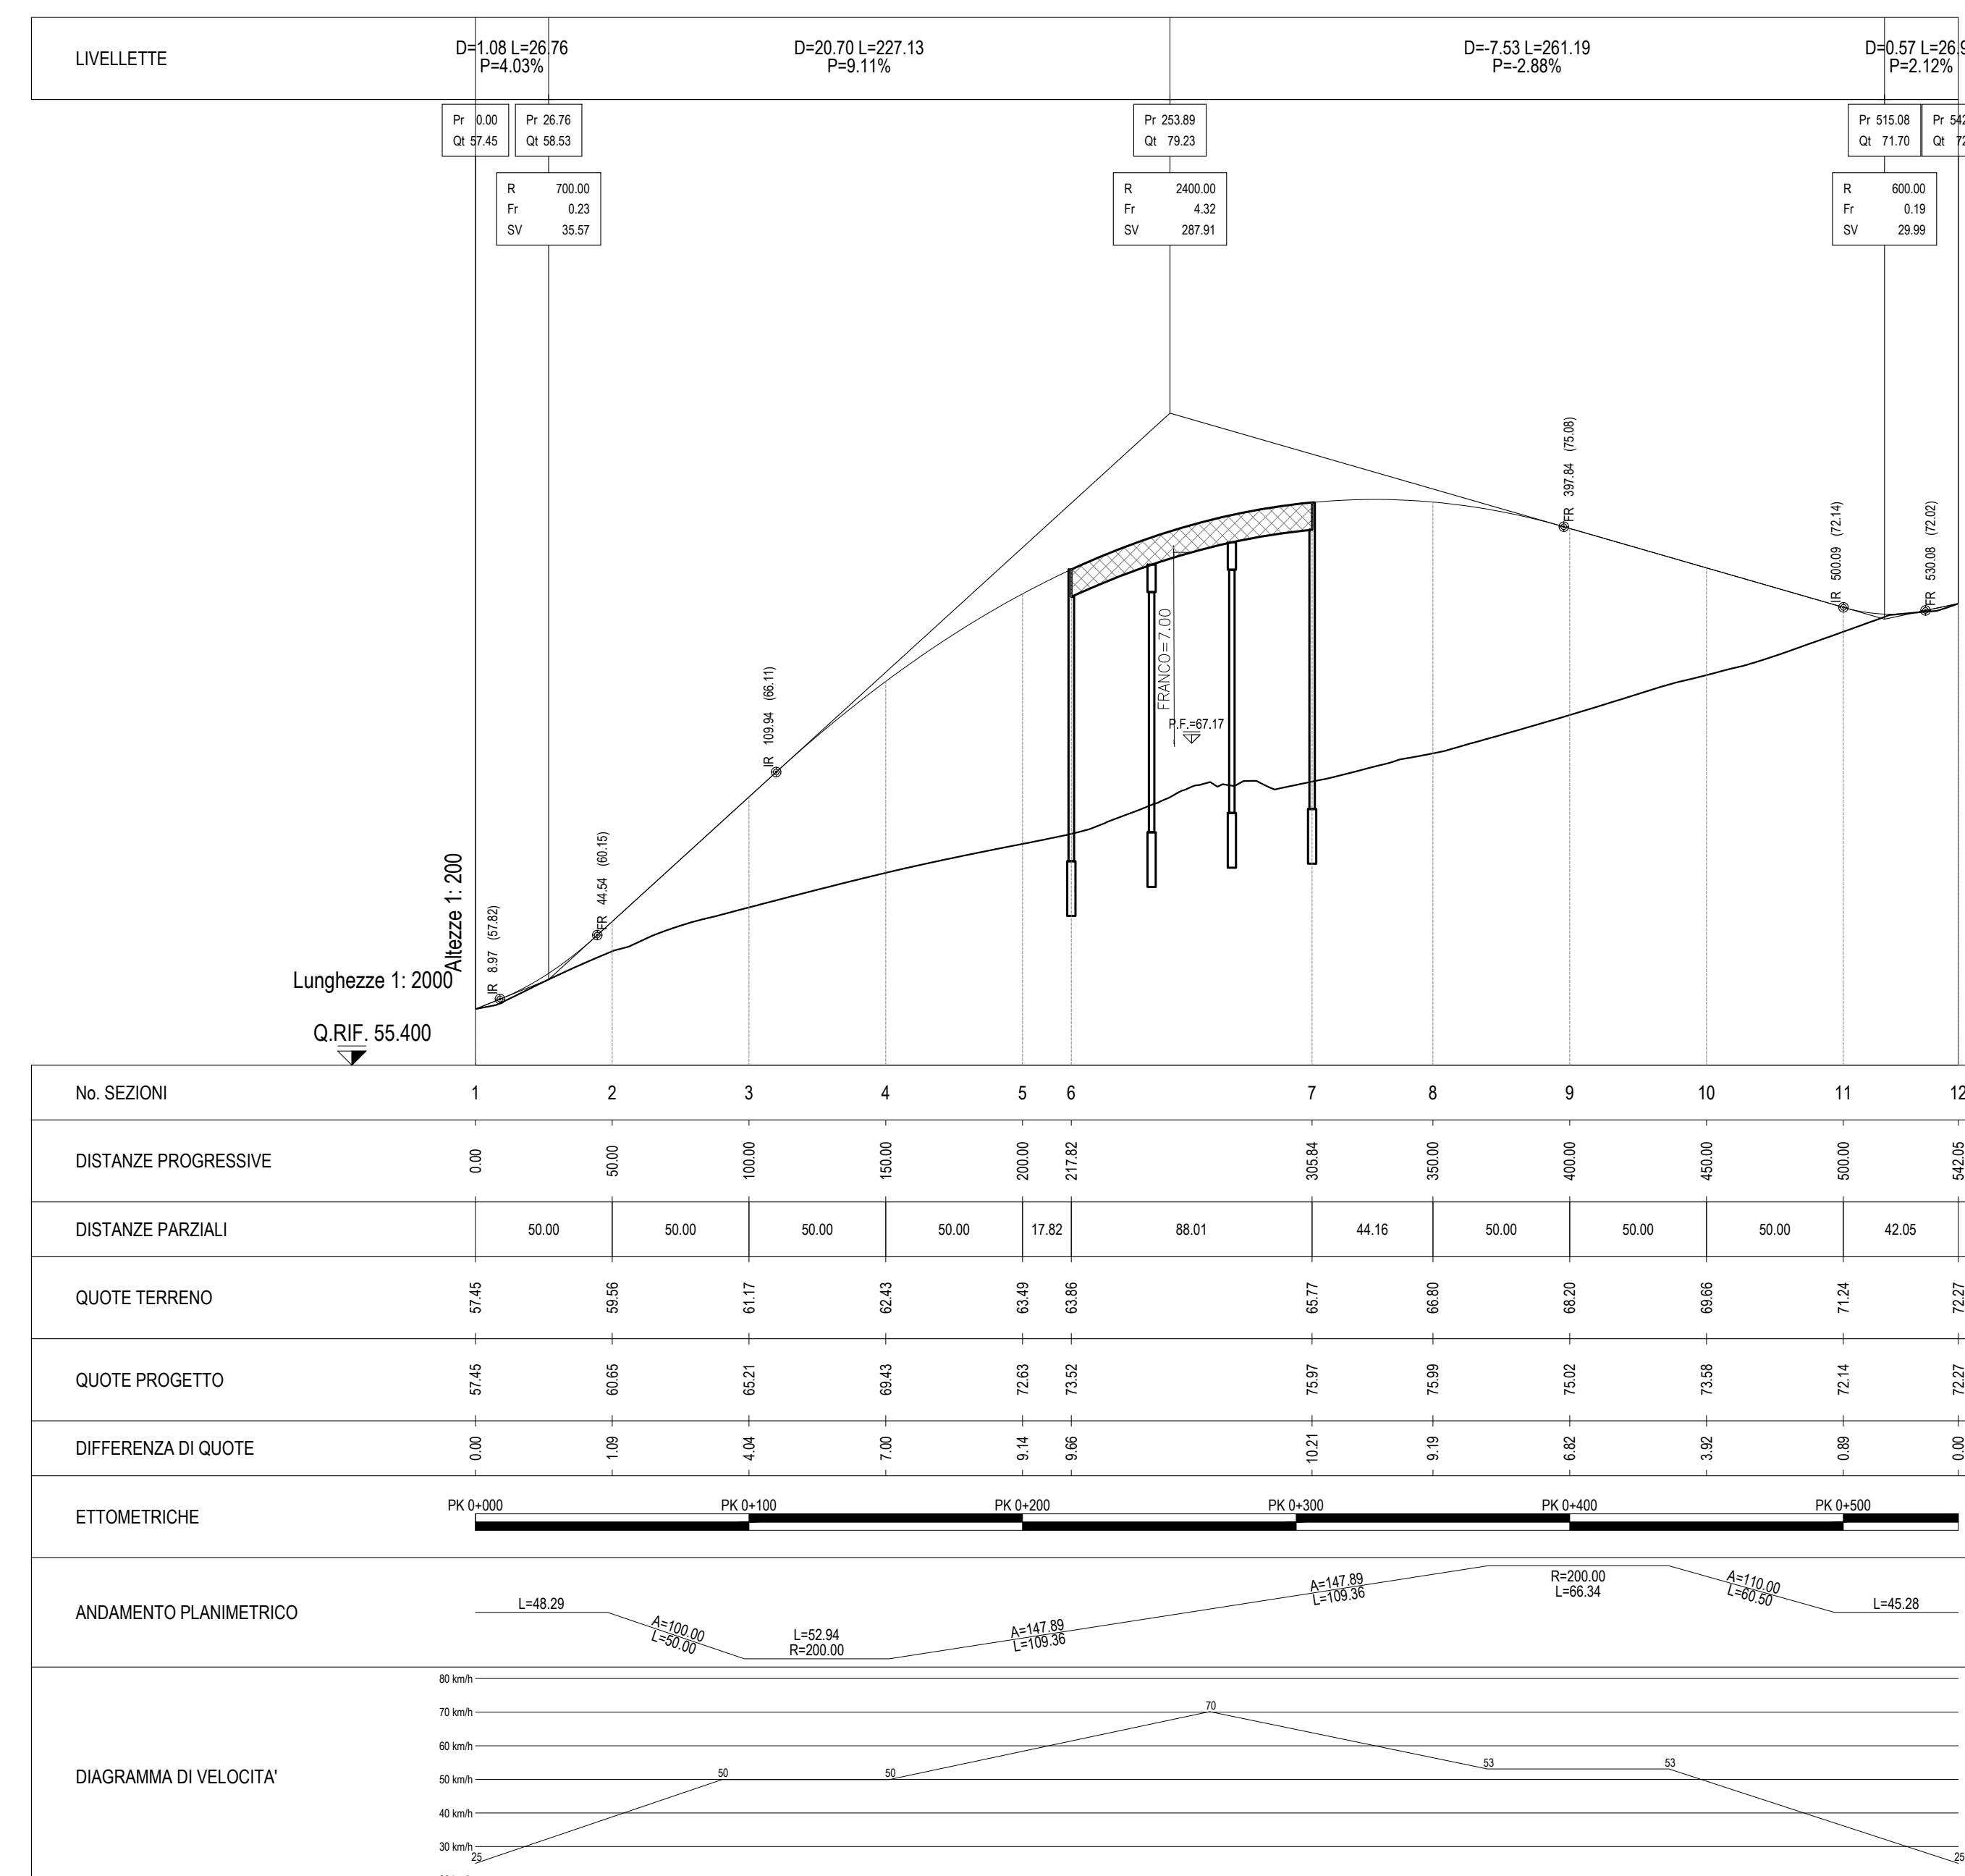 LIVELLETTE
D=1.08 L=26.76
P=4.03%
D=20.70 L=227.13
P=9.11%
D=-7.53 L=261.19
P=-2.88%
D=0.57 L=26.9
P=2.12%
Pr 0.00
Qt 57.45
Pr 26.76
Qt 58.53
Pr 253.89
Qt 79.23
Pr 515.08
Qt 71.70
Pr 542
Qt 72
R 700.00
Fr 0.23
SV 35.57
R 2400.00
Fr 4.32
SV 287.91
R 600.00
Fr 0.19
SV 29.99
IR 8.97 (57.82)
FR 44.54 (60.15)
IR 109.94 (66.11)
FR 397.84 (75.08)
IR 500.09 (72.14)
FR 530.08 (72.02)
FRANCO=7.00
P.F.=67.17
Altezze 1: 200
Lunghezze 1: 2000
Q.RIF. 55.400
No. SEZIONI 1 2 3 4 5 6 7 8 9 10 11 12
DISTANZE PROGRESSIVE 0.00 50.00 100.00 150.00 200.00 217.82 305.84 350.00 400.00 450.00 500.00 542.05
DISTANZE PARZIALI 50.00 50.00 50.00 50.00 17.82 88.01 44.16 50.00 50.00 50.00 42.05
QUOTE TERRENO 57.45 59.56 61.17 62.43 63.49 63.86 65.77 66.80 68.20 69.66 71.24 72.27
QUOTE PROGETTO 57.45 60.65 65.21 69.43 72.63 73.52 75.97 75.99 75.02 73.58 72.14 72.27
DIFFERENZA DI QUOTE 0.00 1.09 4.04 7.00 9.14 9.66 10.21 9.19 6.82 3.92 0.89 0.00
ETTOMETRICHE PK 0+000 PK 0+100 PK 0+200 PK 0+300 PK 0+400 PK 0+500
ANDAMENTO PLANIMETRICO
L=48.29
A=100.00
L=50.00
L=52.94
R=200.00
A=147.89
L=109.36
A=147.89
L=109.36
R=200.00
L=66.34
A=110.00
L=60.50
L=45.28
DIAGRAMMA DI VELOCITA'
80 km/h
70 km/h
60 km/h
50 km/h
40 km/h
30 km/h
25 50 50 70 53 53 25